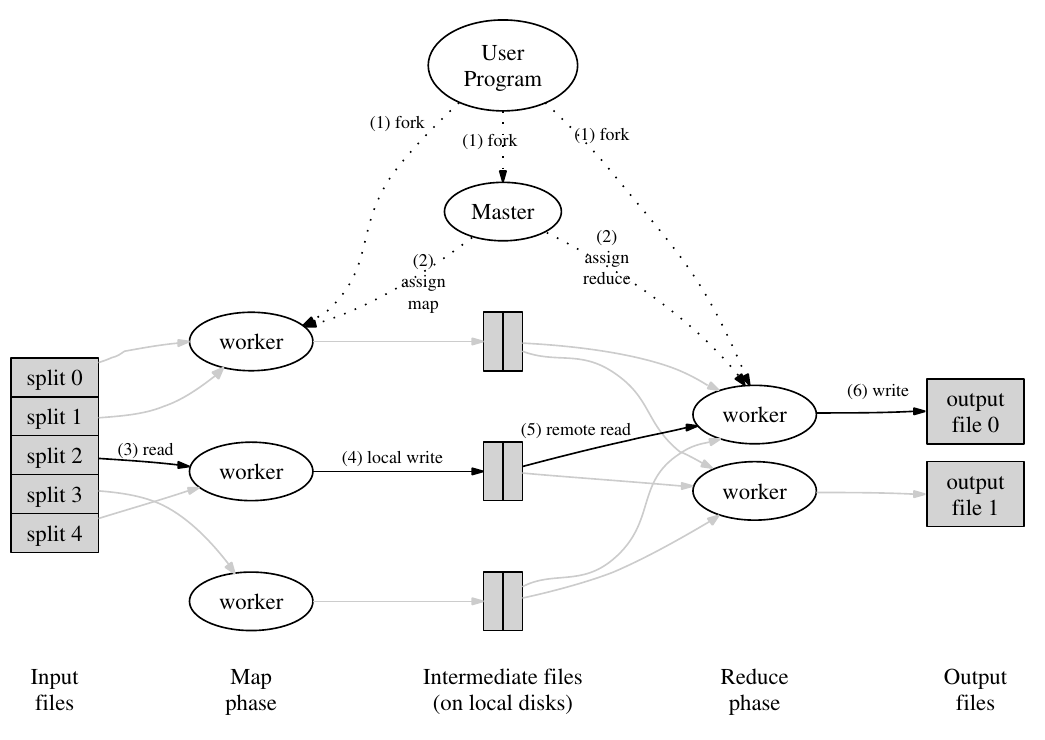 User
Program
(1) fork
(1) fork
(1) fork
Master
(2)
assign
map
(2)
assign
reduce
worker
split 0
split 1
split 2
split 3
split 4
(3) read
worker
(4) local write
(5) remote read
worker
worker
worker
(6) write
output
file 0
output
file 1
Input
files
Map
phase
Intermediate files
(on local disks)
Reduce
phase
Output
files